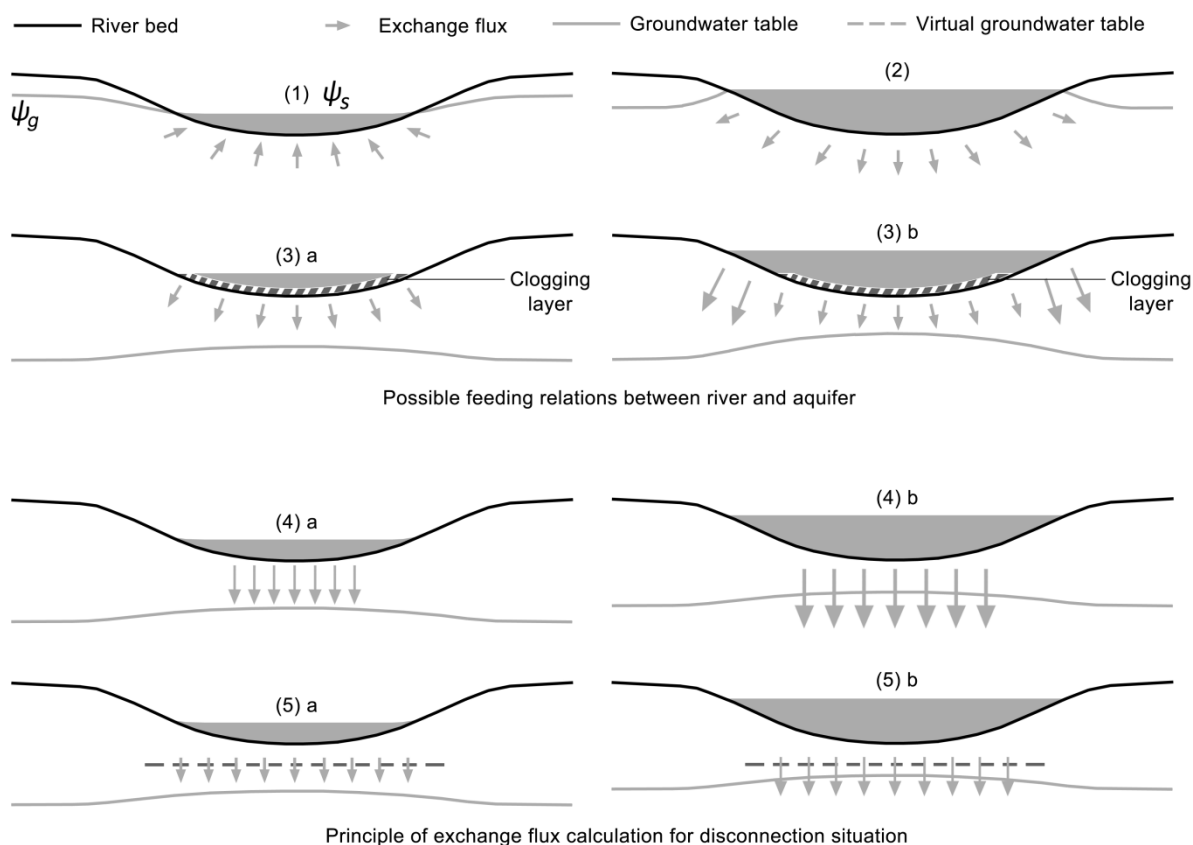 River bed
Exchange flux
Groundwater table
Virtual groundwater table
(1) ψs
ψg
(2)
(3) a
Clogging
layer
(3) b
Clogging
layer
Possible feeding relations between river and aquifer
(4) a
(4) b
(5) a
(5) b
Principle of exchange flux calculation for disconnection situation